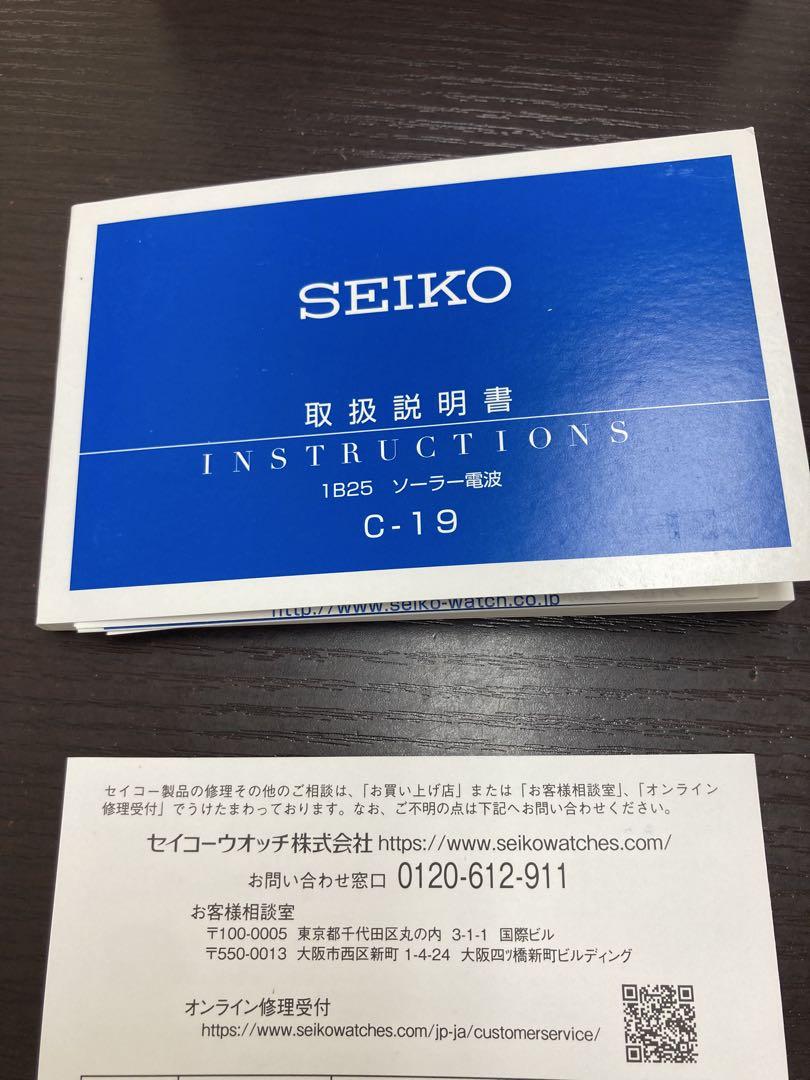 SEIKO
取扱説明書
INSTRUCTIONS
1B25 ソーラー電波
C-19
http://www.seiko-watch.co.jp
セイコー製品の修理その他のご相談は、「お買い上げ店」または「お客様相談室」、「オンライン
修理受付」でうけたまわっております。なお、ご不明の点は下記へお問い合わせください。
セイコーウオッチ株式会社 https://www.seikowatches.com/
お問い合わせ窓口 0120-612-911
お客様相談室
〒100-0005 東京都千代田区丸の内 3-1-1 国際ビル
〒550-0013 大阪市西区新町 1-4-24 大阪四ツ橋新町ビルディング
オンライン修理受付
https://www.seikowatches.com/jp-ja/customerservice/